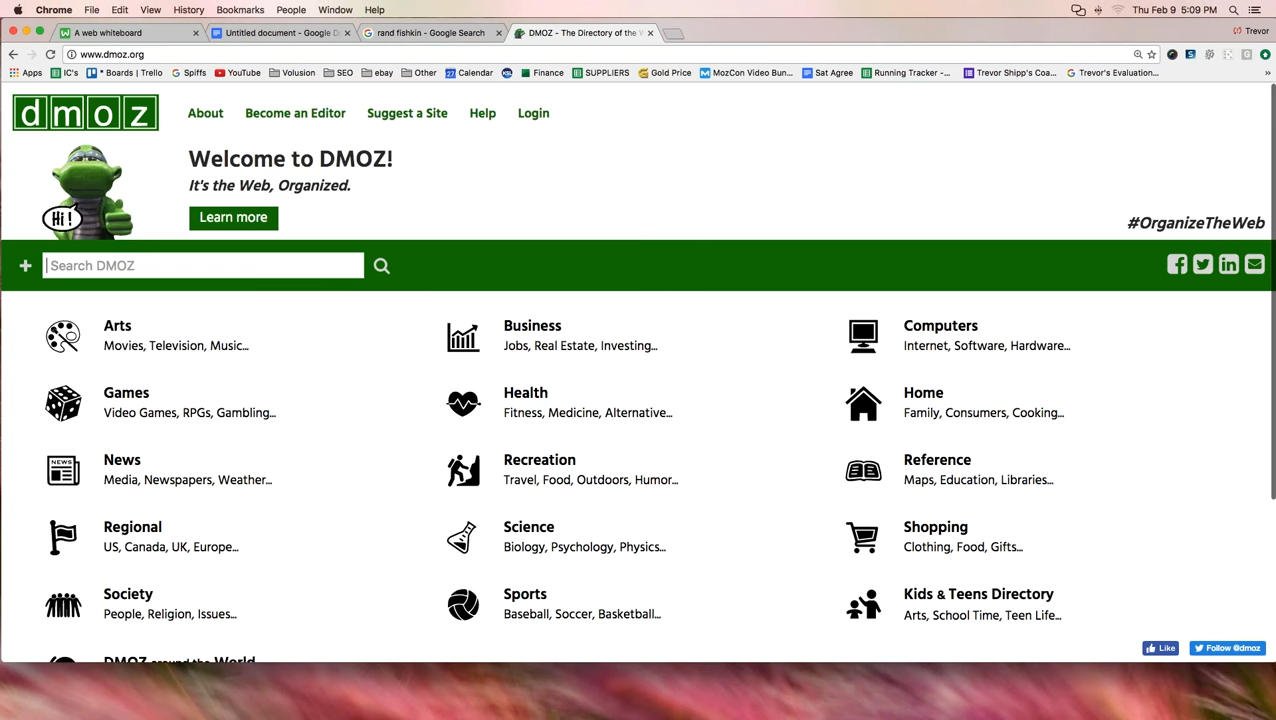 Chrome File Edit View History Bookmarks People Window Help Thu Feb 9 5:09 PM
A web whiteboard Untitled document - Google D rand fishkin - Google Search DMOZ - The Directory of the W Trevor
www.dmoz.org
Apps IC's * Boards | Trello Spiffs YouTube Volusion SEO ebay Other Calendar Finance SUPPLIERS Gold Price MozCon Video Bun... Sat Agree Running Tracker -... Trevor Shipp's Coa... Trevor's Evaluation... »
dmoz About Become an Editor Suggest a Site Help Login
Welcome to DMOZ!
It's the Web, Organized.
Hi!
Learn more
#OrganizeTheWeb
Search DMOZ
Arts
Movies, Television, Music...
Business
Jobs, Real Estate, Investing...
Computers
Internet, Software, Hardware...
Games
Video Games, RPGs, Gambling...
Health
Fitness, Medicine, Alternative...
Home
Family, Consumers, Cooking...
NEWS
News
Media, Newspapers, Weather...
Recreation
Travel, Food, Outdoors, Humor...
Reference
Maps, Education, Libraries...
Regional
US, Canada, UK, Europe...
Science
Biology, Psychology, Physics...
Shopping
Clothing, Food, Gifts...
Society
People, Religion, Issues...
Sports
Baseball, Soccer, Basketball...
Kids & Teens Directory
Arts, School Time, Teen Life...
Like Follow @dmoz
DMOZ around the World